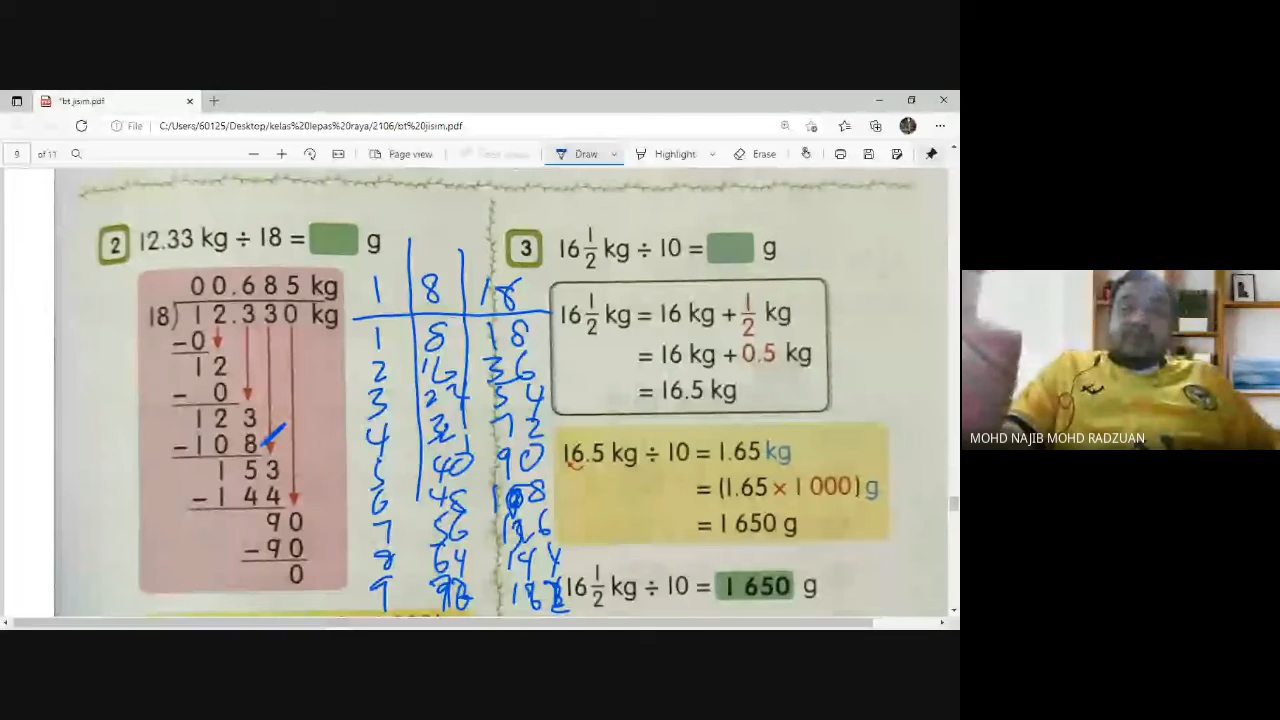 *bt jisim.pdf
File
C:/Users/60125/Desktop/kelas%20lepas%20raya/2106/bt%20jisim.pdf
9 of 11
Page view
Draw
Highlight
Erase
2 12.33 kg ÷ 18 = g
00.685 kg
18)12.330 kg
-0
12
- 0
123
-108
153
-144
90
-90
0
1 8 18
1 8 18
2 16 36
3 24 54
4 32 72
5 40 90
6 48 108
7 56 126
8 64 144
9
3 16 1/2 kg ÷ 10 = g
16 1/2 kg = 16 kg + 1/2 kg
= 16 kg + 0.5 kg
= 16.5 kg
16.5 kg ÷ 10 = 1.65 kg
= (1.65 × 1 000) g
= 1 650 g
16 1/2 kg ÷ 10 = 1 650 g
MOHD NAJIB MOHD RADZUAN